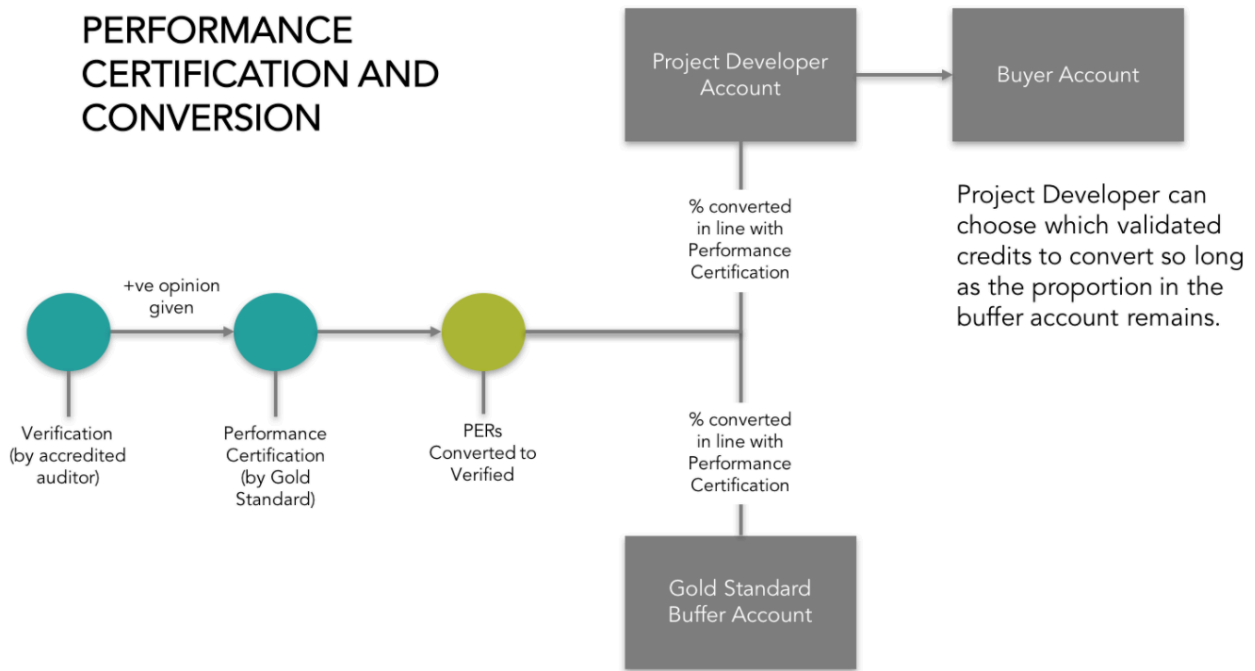 PERFORMANCE
CERTIFICATION AND
CONVERSION
Project Developer
Account
Buyer Account
% converted
in line with
Performance
Certification
Project Developer can
choose which validated
credits to convert so long
as the proportion in the
buffer account remains.
+ve opinion
given
Verification
(by accredited
auditor)
Performance
Certification
(by Gold
Standard)
PERs
Converted to
Verified
% converted
in line with
Performance
Certification
Gold Standard
Buffer Account